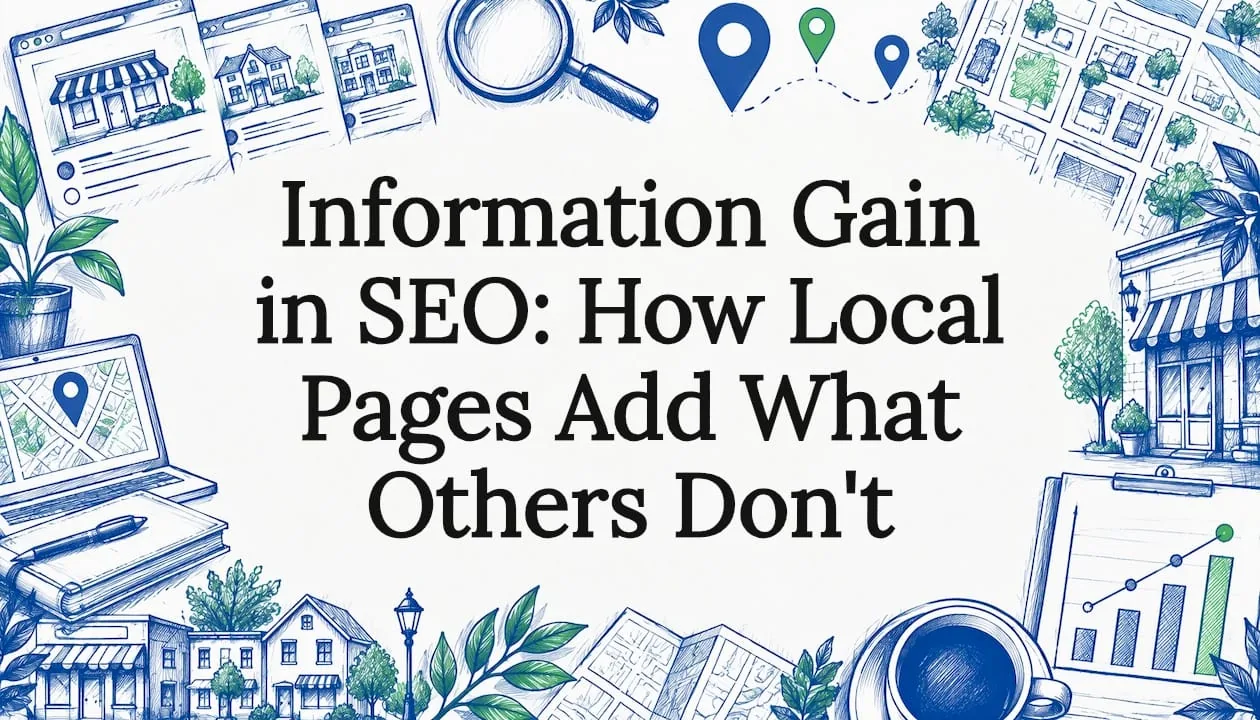 Information Gain
in SEO: How Local
Pages Add What
Others Don't